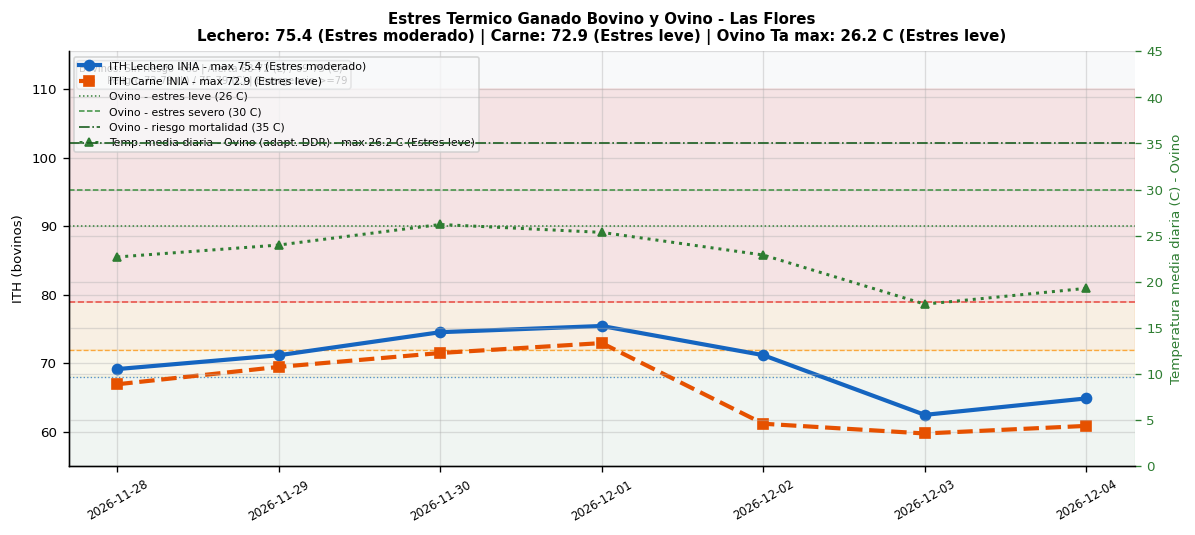 Estres Termico Ganado Bovino y Ovino - Las Flores
Lechero: 75.4 (Estres moderado) | Carne: 72.9 (Estres leve) | Ovino Ta max: 26.2 C (Estres leve)
ITH Lechero INIA - max 75.4 (Estres moderado)
ITH Carne INIA - max 72.9 (Estres leve)
>=79
Ovino - estres leve (26 C)
Ovino - estres severo (30 C)
Ovino - riesgo mortalidad (35 C)
Temp. media diaria - Ovino (adapt. DDR) - max 26.2 C (Estres leve)
ITH (bovinos)
110
100
90
80
70
60
45
40
35
30
25
20
15
10
5
0
Temperatura media diaria (C) - Ovino
2026-11-28
2026-11-29
2026-11-30
2026-12-01
2026-12-02
2026-12-03
2026-12-04